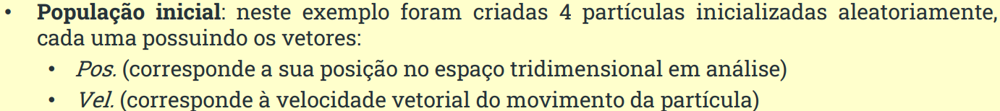 • População inicial: neste exemplo foram criadas 4 partículas inicializadas aleatoriamente,
cada uma possuindo os vetores:
• Pos. (corresponde a sua posição no espaço tridimensional em análise)
• Vel. (corresponde à velocidade vetorial do movimento da partícula)